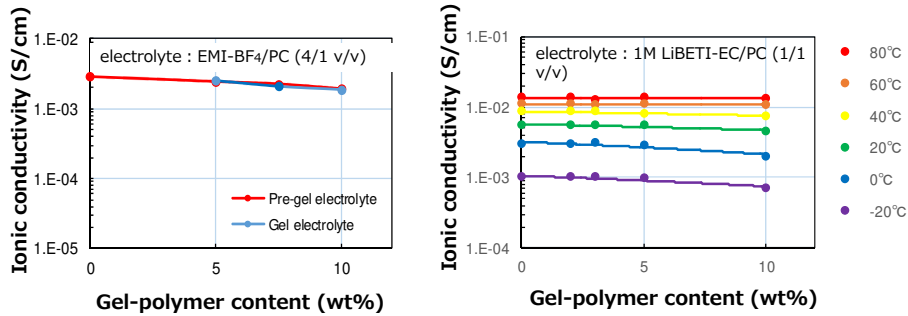 Ionic conductivity (S/cm)
1.E-02
1.E-03
1.E-04
1.E-05
electrolyte : EMI-BF4/PC (4/1 v/v)
Pre-gel electrolyte
Gel electrolyte
0
5
10
Gel-polymer content (wt%)
Ionic conductivity (S/cm)
1.E-01
1.E-02
1.E-03
1.E-04
electrolyte : 1M LiBETI-EC/PC (1/1
v/v)
0
5
10
Gel-polymer content (wt%)
80℃
60℃
40℃
20℃
0℃
-20℃